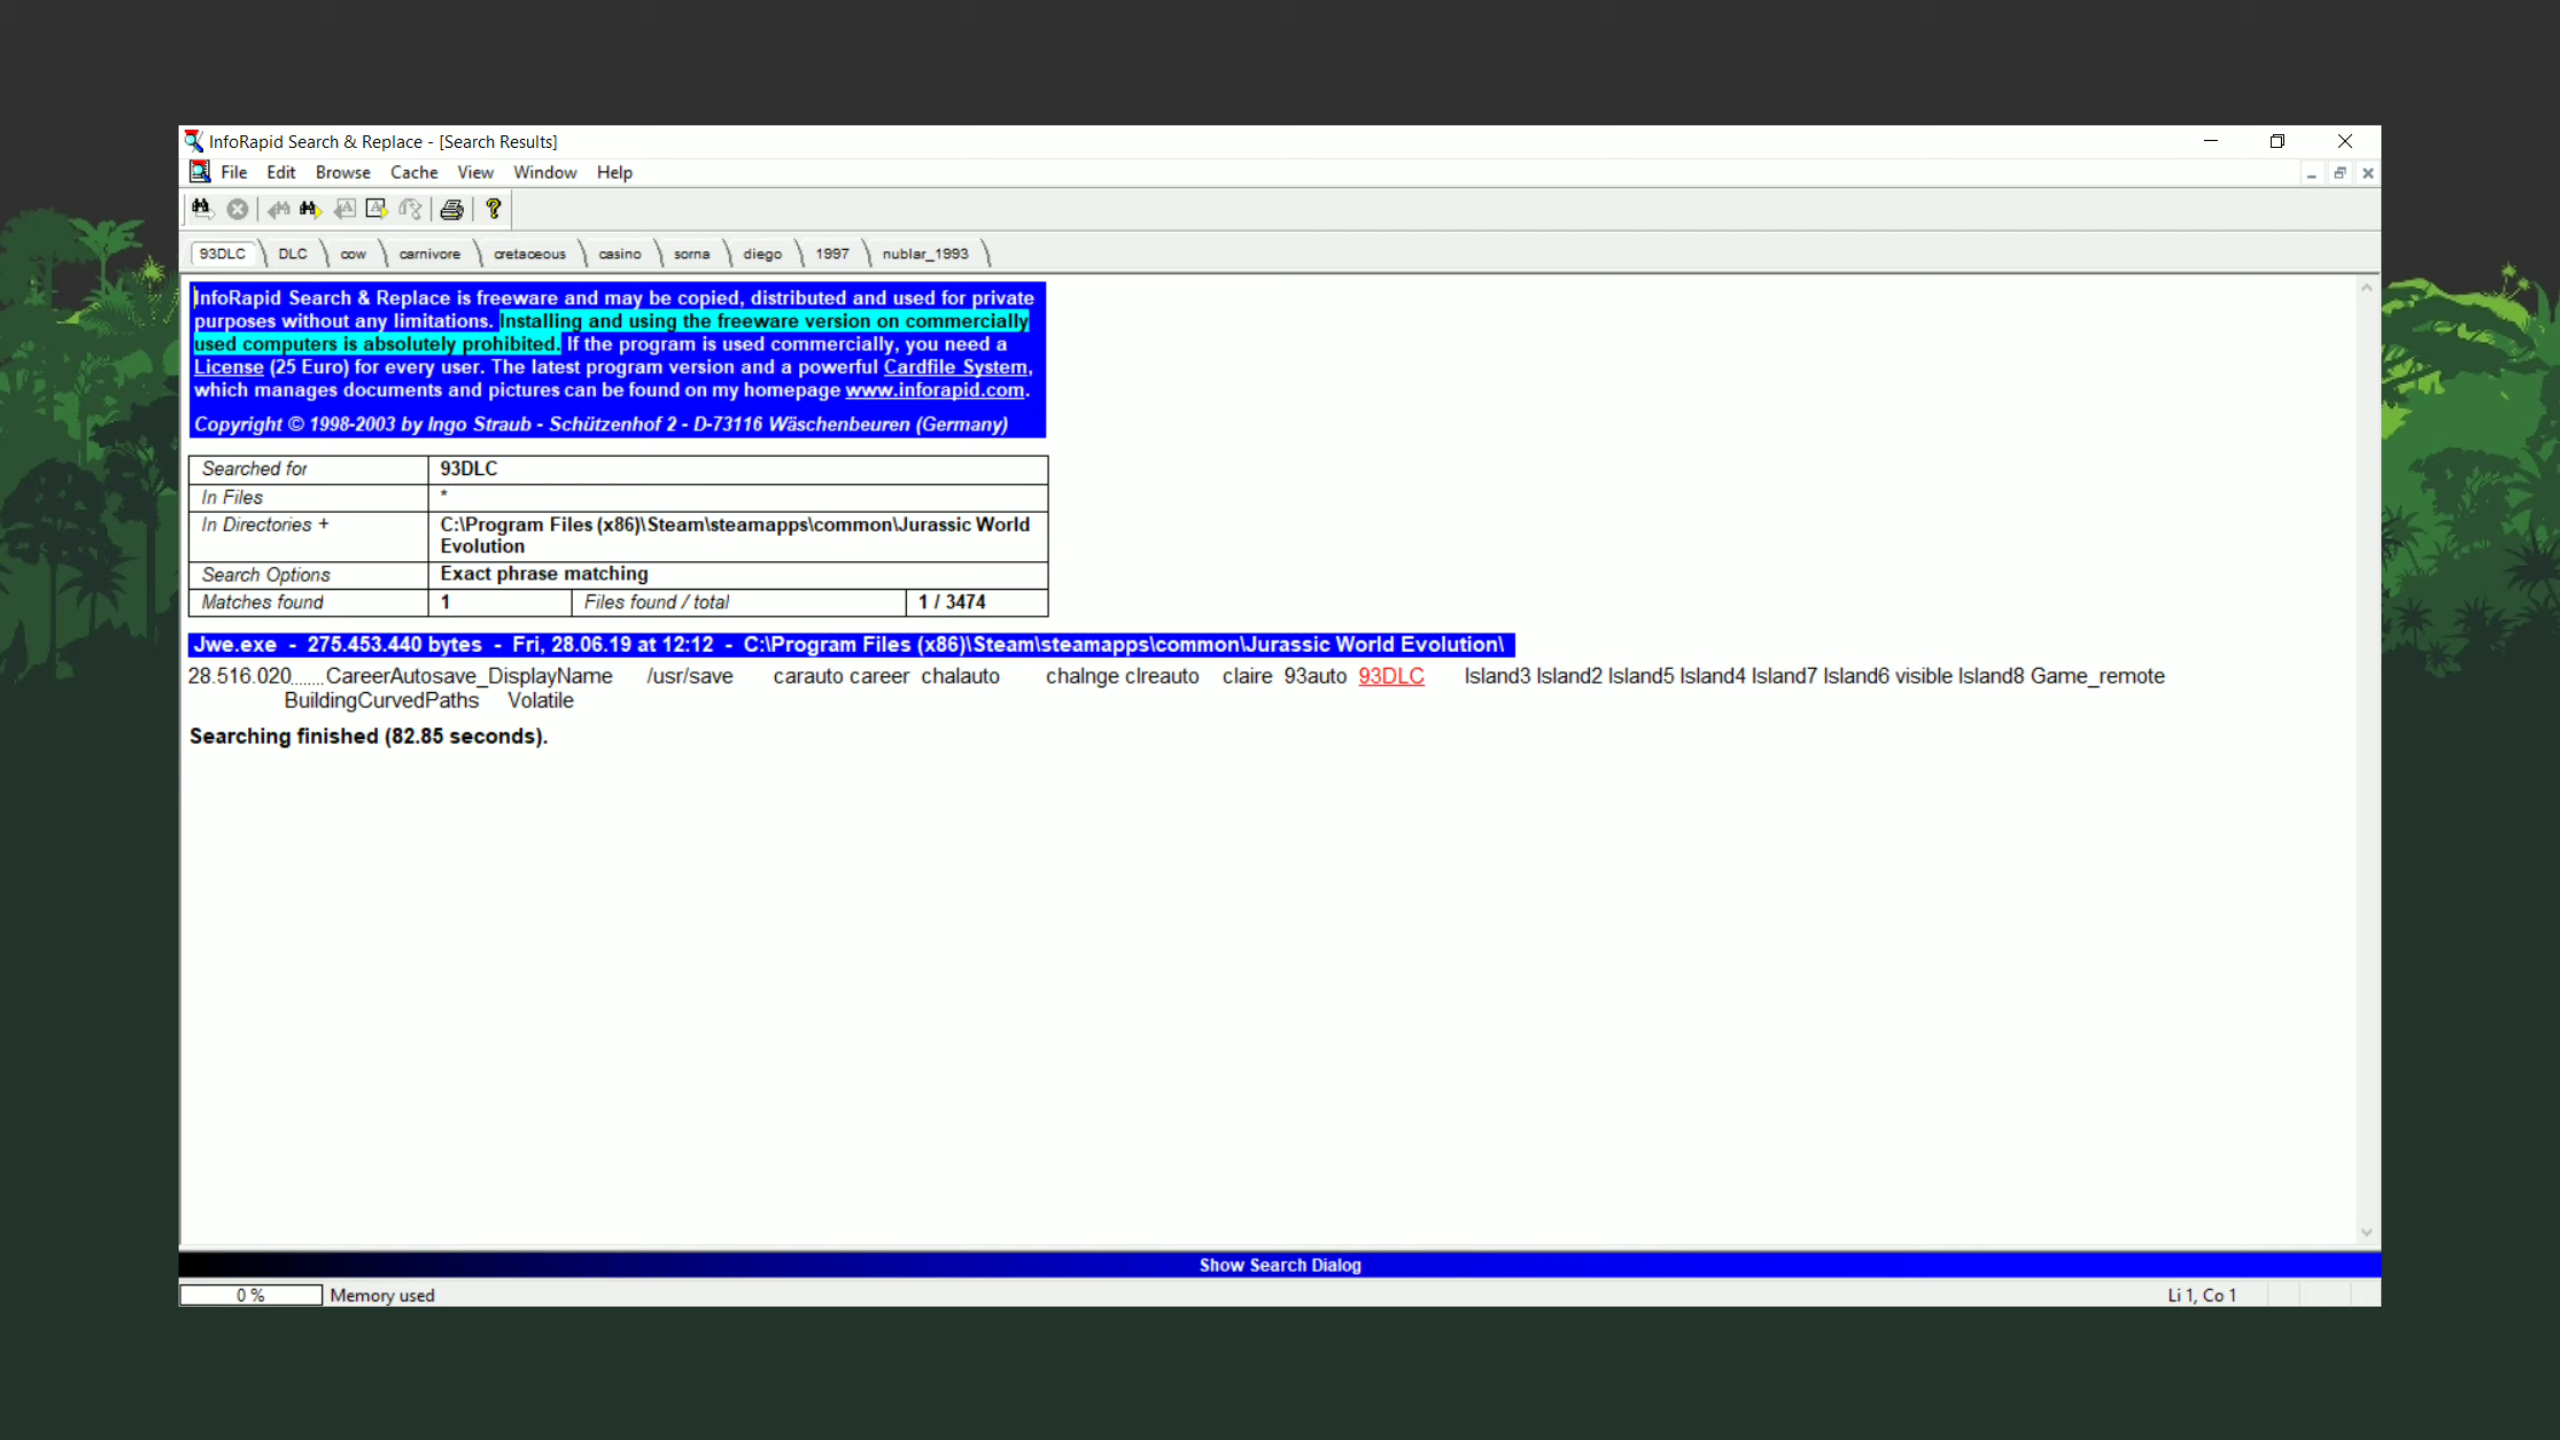 InfoRapid Search & Replace - [Search Results]
File Edit Browse Cache View Window Help
93DLC DLC cow carnivore cretaceous casino sorna diego 1997 nublar_1993
InfoRapid Search & Replace is freeware and may be copied, distributed and used for private
purposes without any limitations. Installing and using the freeware version on commercially
used computers is absolutely prohibited. If the program is used commercially, you need a
License (25 Euro) for every user. The latest program version and a powerful Cardfile System,
which manages documents and pictures can be found on my homepage www.inforapid.com.
Copyright © 1998-2003 by Ingo Straub - Schützenhof 2 - D-73116 Wäschenbeuren (Germany)
Searched for 93DLC
In Files *
In Directories + C:\Program Files (x86)\Steam\steamapps\common\Jurassic World
Evolution
Search Options Exact phrase matching
Matches found 1 Files found / total 1 / 3474
Jwe.exe - 275.453.440 bytes - Fri, 28.06.19 at 12:12 - C:\Program Files (x86)\Steam\steamapps\common\Jurassic World Evolution\
28.516.020........CareerAutosave_DisplayName /usr/save carauto career chalauto chalnge clreauto claire 93auto 93DLC Island3 Island2 Island5 Island4 Island7 Island6 visible Island8 Game_remote
BuildingCurvedPaths Volatile
Searching finished (82.85 seconds).
Show Search Dialog
0 % Memory used Li 1, Co 1